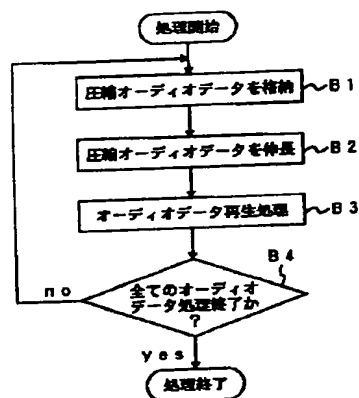 処理開始
圧縮オーディオデータを格納
B1
圧縮オーディオデータを伸長
B2
オーディオデータ再生処理
B3
B4
全てのオーディオ
データ処理終了か
?
no
yes
処理終了